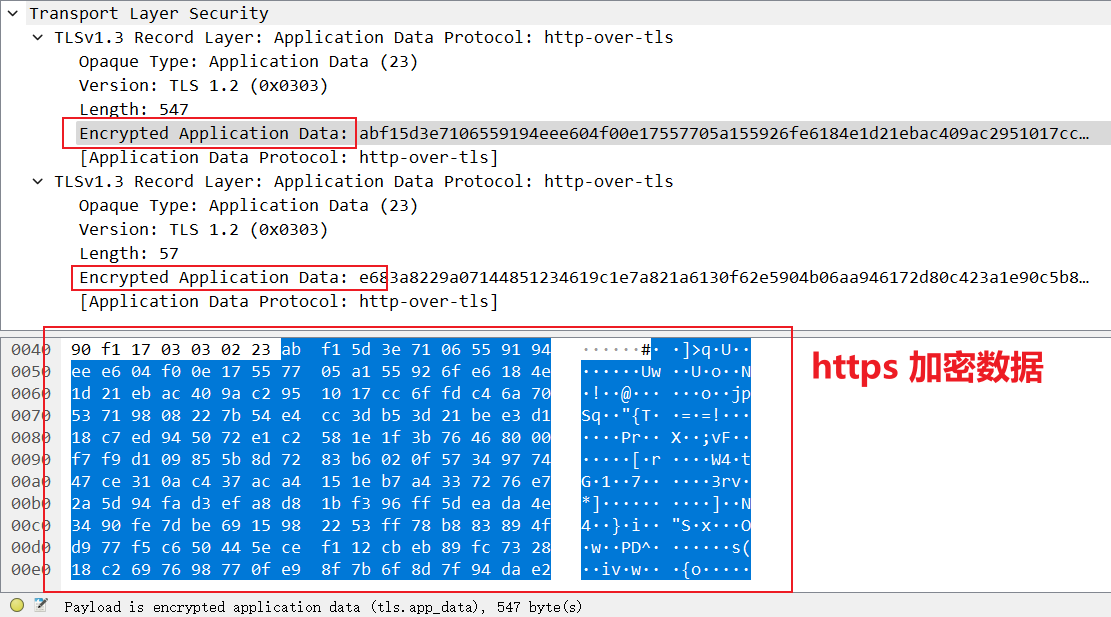 Transport Layer Security
TLSv1.3 Record Layer: Application Data Protocol: http-over-tls
Opaque Type: Application Data (23)
Version: TLS 1.2 (0x0303)
Length: 547
Encrypted Application Data: abf15d3e7106559194eee604f00e17557705a155926fe6184e1d21ebac409ac2951017cc…
[Application Data Protocol: http-over-tls]
TLSv1.3 Record Layer: Application Data Protocol: http-over-tls
Opaque Type: Application Data (23)
Version: TLS 1.2 (0x0303)
Length: 57
Encrypted Application Data: e683a8229a07144851234619c1e7a821a6130f62e5904b06aa946172d80c423a1e90c5b8…
[Application Data Protocol: http-over-tls]
0040 90 f1 17 03 03 02 23 ab f1 5d 3e 71 06 55 91 94 ······#· ·]>q·U··
0050 ee e6 04 f0 0e 17 55 77 05 a1 55 92 6f e6 18 4e ······Uw ··U·o··N
0060 1d 21 eb ac 40 9a c2 95 10 17 cc 6f fd c4 6a 70 ·!··@··· ···o··jp
0070 53 71 98 08 22 7b 54 e4 cc 3d b5 3d 21 be e3 d1 Sq··"{T· ·=·=!···
0080 18 c7 ed 94 50 72 e1 c2 58 1e 1f 3b 76 46 80 00 ····Pr·· X··;vF··
0090 f7 f9 d1 09 85 5b 8d 72 83 b6 02 0f 57 34 97 74 ·····[·r ····W4·t
00a0 47 ce 31 0a c4 37 ac a4 15 1e b7 a4 33 72 76 e7 G·1··7·· ····3rv·
00b0 2a 5d 94 fa d3 ef a8 d8 1b f3 96 ff 5d ea da 4e *]······ ····]··N
00c0 34 90 fe 7d be 69 15 98 22 53 ff 78 b8 83 89 4f 4··}·i·· "S·x···O
00d0 d9 77 f5 c6 50 44 5e ce f1 12 cb eb 89 fc 73 28 ·w··PD^· ······s(
00e0 18 c2 69 76 98 77 0f e9 8f 7b 6f 8d 7f 94 da e2 ··iv·w·· ·{o·····
https 加密数据
Payload is encrypted application data (tls.app_data), 547 byte(s)